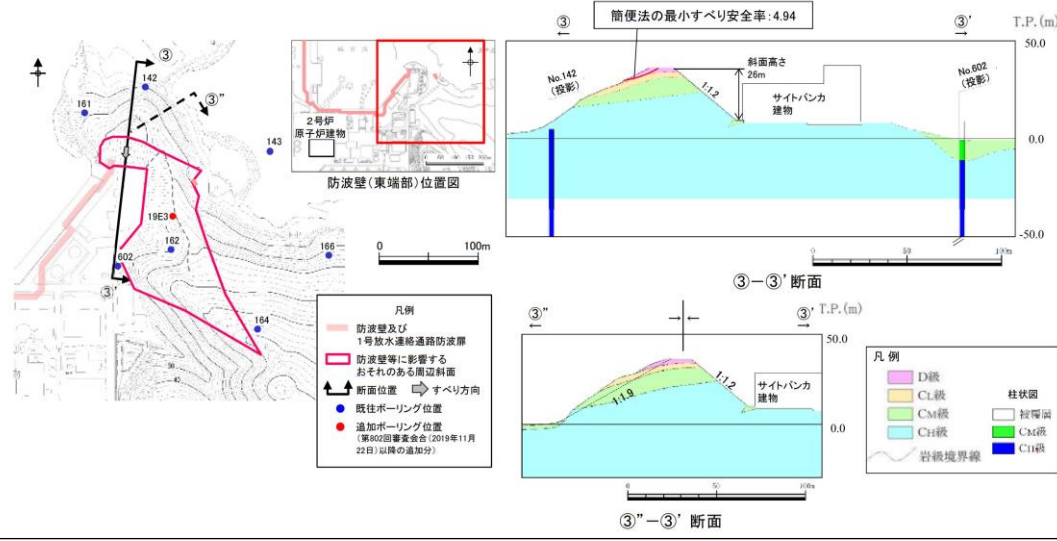 ③
142
③"
161
143
19E3
162
166
602
③'
164
50
40
2号炉
原子炉建物
0 50 100 150 200m
防波壁(東端部)位置図
0 100m
凡例
防波壁及び
1号放水連絡通路防波扉
防波壁等に影響する
おそれのある周辺斜面
断面位置 すべり方向
既往ボーリング位置
追加ボーリング位置
(第802回審査会合(2019年11月
22日)以降の追加分)
簡便法の最小すべり安全率:4.94
③ ③' T.P.(m)
50.0
No.142
(投影)
斜面高さ
26m
1:1.2
サイトバンカ
建物
No.602
(投影)
0.0
-50.0
0 50 100m
③-③'断面
③" ③' T.P.(m)
50.0
1:1.9
1:1.2
サイトバンカ
建物
0.0
0 50 100m
③"-③' 断面
凡 例
D級
CL級
CM級
CH級
岩級境界線
柱状図
被覆層
CM級
CH級